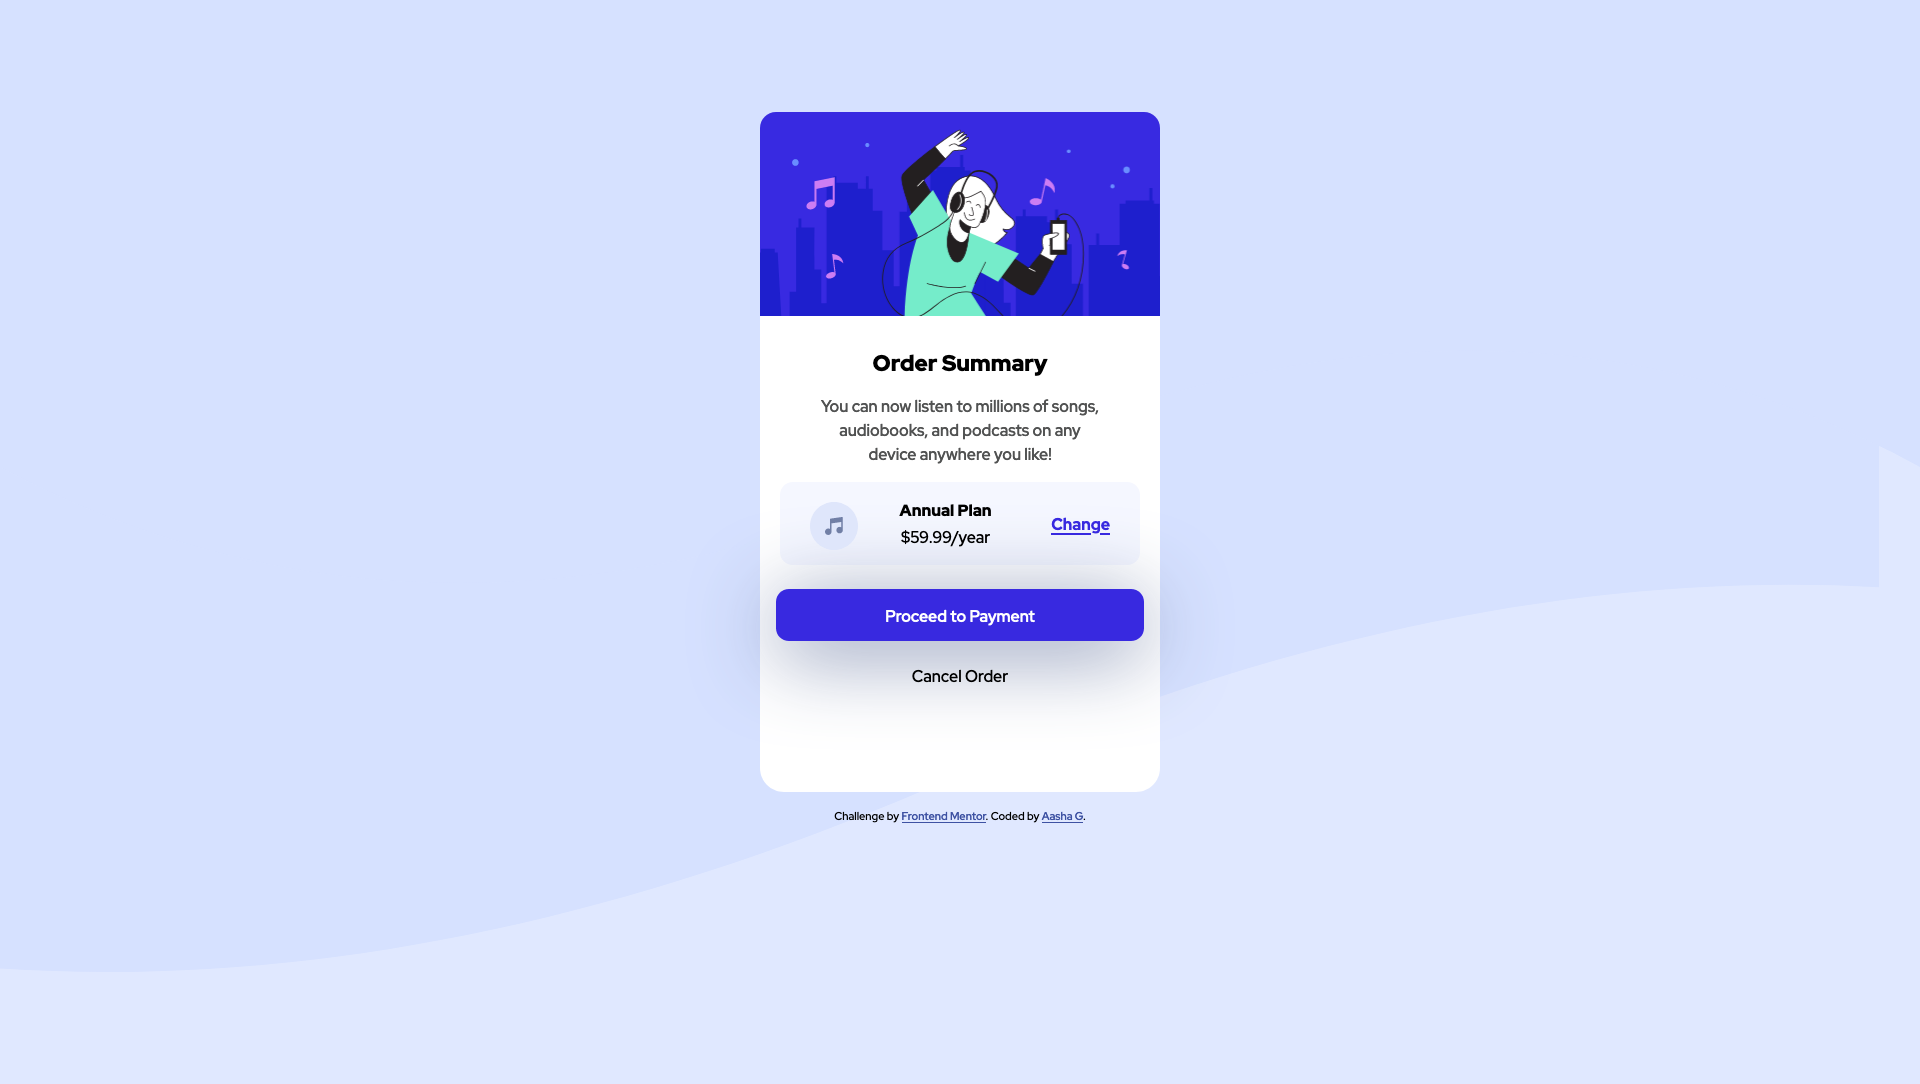 Order Summary
You can now listen to millions of songs,
audiobooks, and podcasts on any
device anywhere you like!
Annual Plan
$59.99/year
Change
Proceed to Payment
Cancel Order
Challenge by Frontend Mentor. Coded by Aasha G.